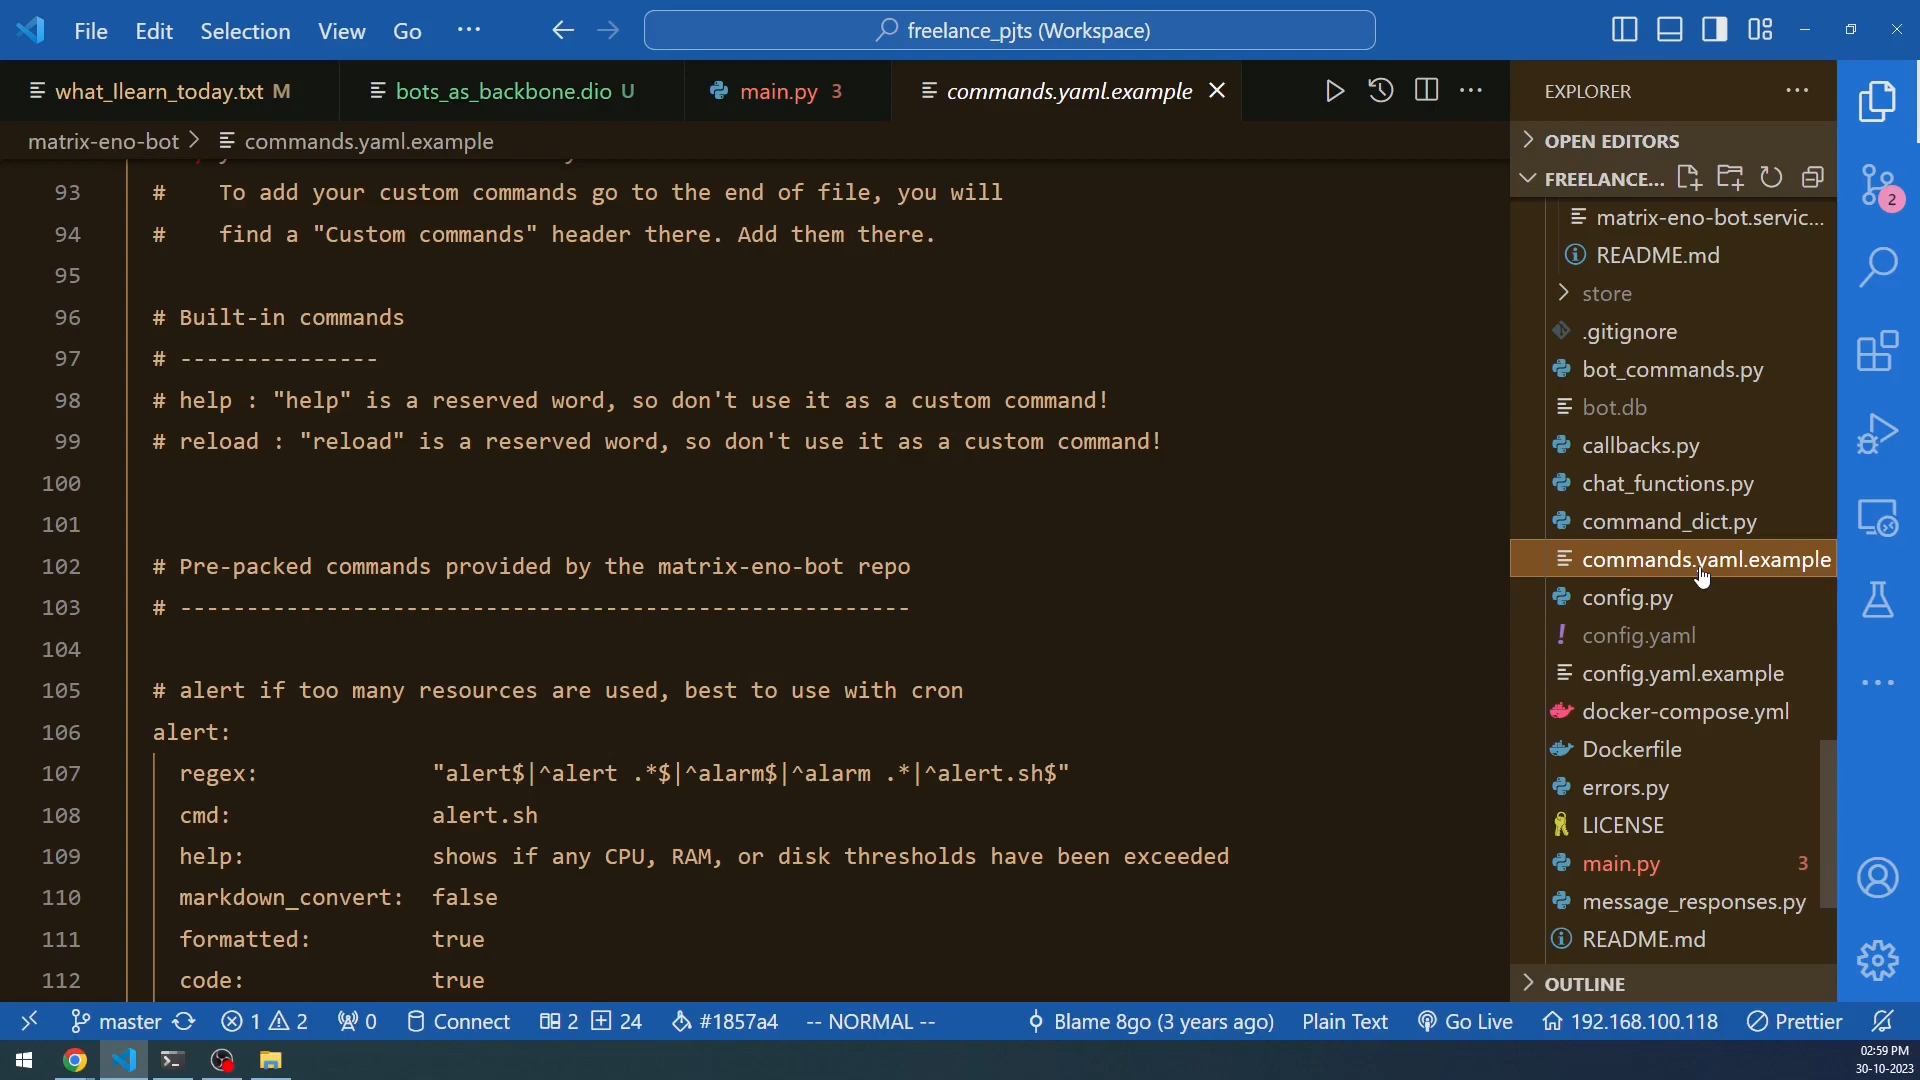 File Edit Selection View Go ··· freelance_pjts (Workspace)
what_Ilearn_today.txt M bots_as_backbone.dio U main.py 3 commands.yaml.example
matrix-eno-bot > commands.yaml.example
93 # To add your custom commands go to the end of file, you will
94 # find a "Custom commands" header there. Add them there.
95
96 # Built-in commands
97 # ---------------
98 # help : "help" is a reserved word, so don't use it as a custom command!
99 # reload : "reload" is a reserved word, so don't use it as a custom command!
100
101
102 # Pre-packed commands provided by the matrix-eno-bot repo
103 # -------------------------------------------------------
104
105 # alert if too many resources are used, best to use with cron
106 alert:
107 regex: "alert$|^alert .*$|^alarm$|^alarm .*|^alert.sh$"
108 cmd: alert.sh
109 help: shows if any CPU, RAM, or disk thresholds have been exceeded
110 markdown_convert: false
111 formatted: true
112 code: true
EXPLORER
OPEN EDITORS
FREELANCE...
matrix-eno-bot.servic...
README.md
store
.gitignore
bot_commands.py
bot.db
callbacks.py
chat_functions.py
command_dict.py
commands.yaml.example
config.py
config.yaml
config.yaml.example
docker-compose.yml
Dockerfile
errors.py
LICENSE
main.py 3
message_responses.py
README.md
OUTLINE
2
master 1 2 0 Connect 2 24 #1857a4 -- NORMAL -- Blame 8go (3 years ago) Plain Text Go Live 192.168.100.118 Prettier
02:59 PM
30-10-2023